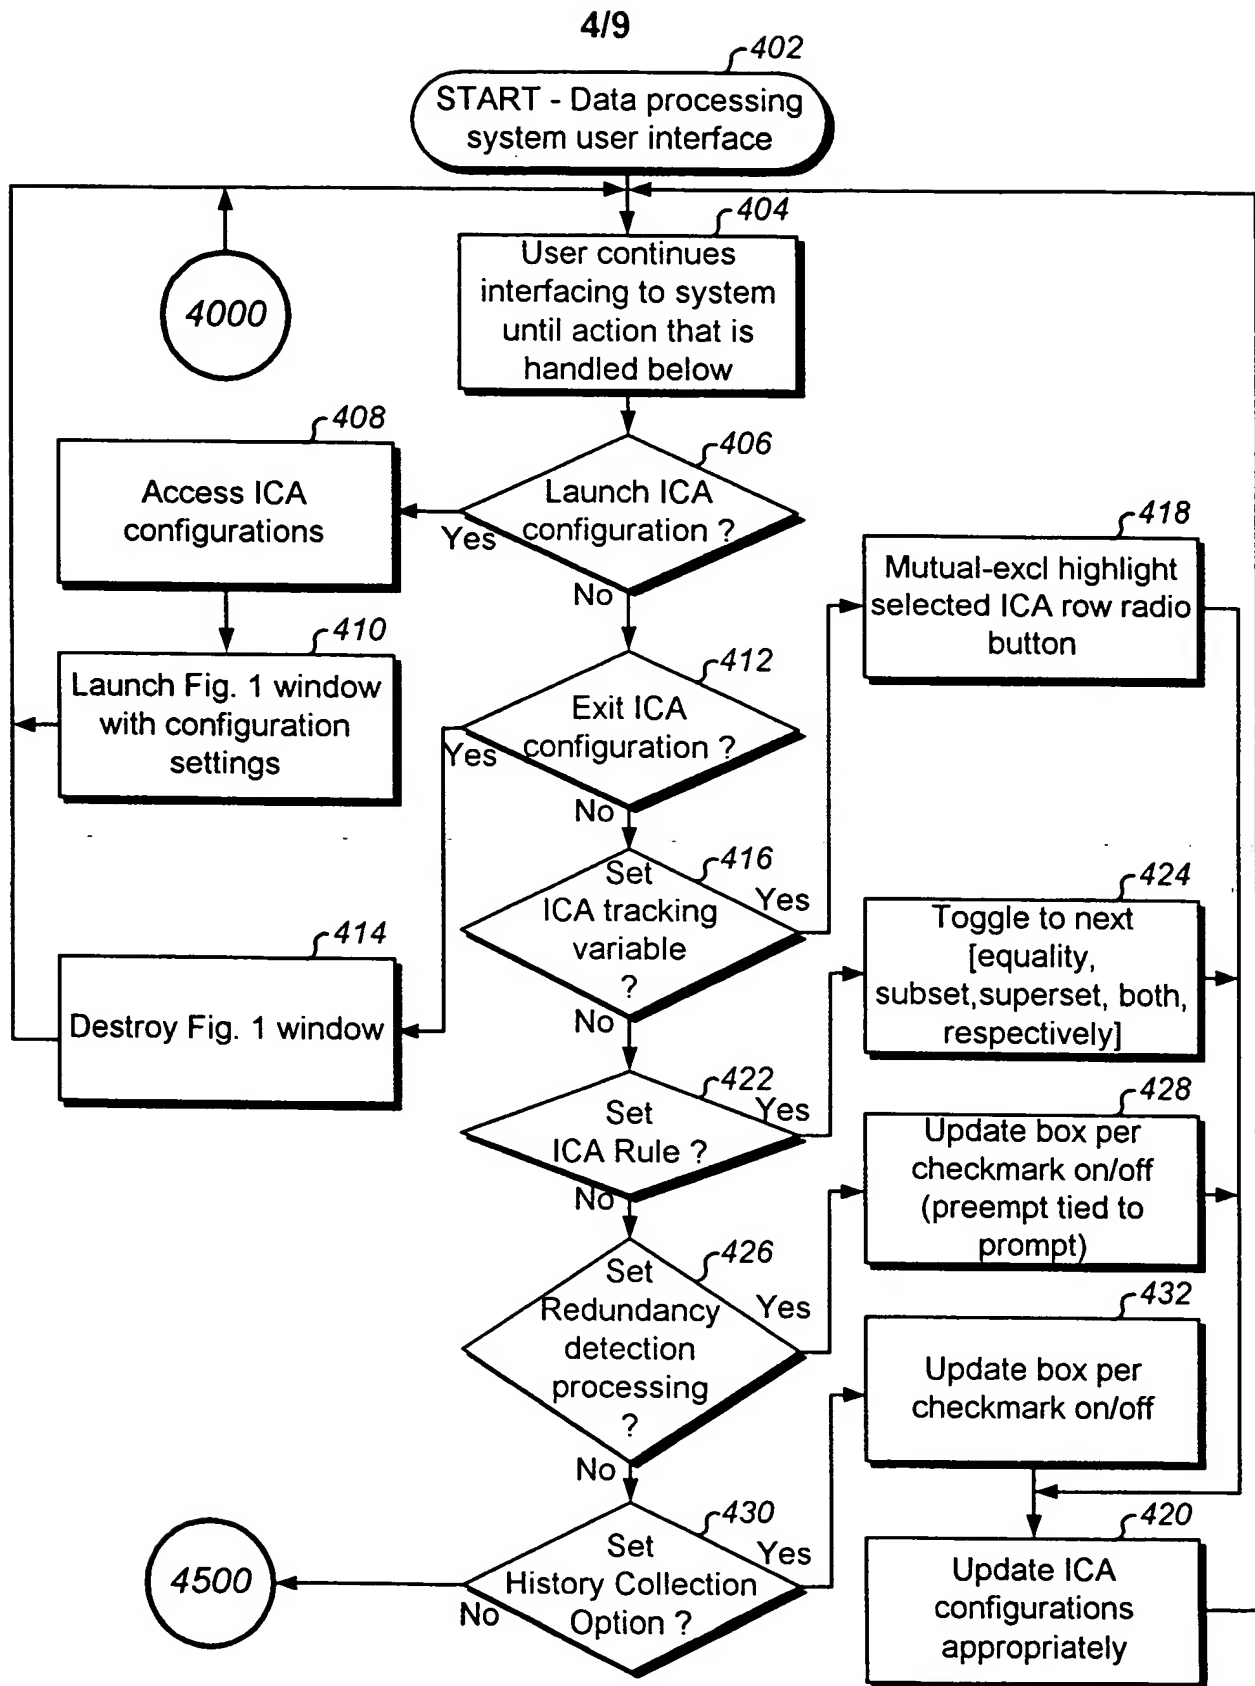 4/9
402
START - Data processing
system user interface
404
User continues
interfacing to system
until action that is
handled below
4000
408
Access ICA
configurations
406
Launch ICA
configuration ?
Yes
No
418
Mutual-excl highlight
selected ICA row radio
button
410
Launch Fig. 1 window
with configuration
settings
412
Exit ICA
configuration ?
Yes
No
416
Set
ICA tracking
variable
?
Yes
No
424
Toggle to next
[equality,
subset,superset, both,
respectively]
414
Destroy Fig. 1 window
422
Set
ICA Rule ?
Yes
No
428
Update box per
checkmark on/off
(preempt tied to
prompt)
426
Set
Redundancy
detection
processing
?
Yes
No
432
Update box per
checkmark on/off
430
Set
History Collection
Option ?
Yes
No
4500
420
Update ICA
configurations
appropriately